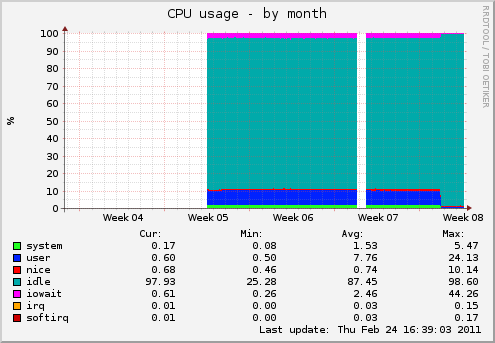 CPU usage - by month
RRDTOOL / TOBI OETIKER
%
100
90
80
70
60
50
40
30
20
10
0
Week 04 Week 05 Week 06 Week 07 Week 08
Cur: Min: Avg: Max:
system 0.17 0.08 1.53 5.47
user 0.60 0.50 7.76 24.13
nice 0.68 0.46 0.74 10.14
idle 97.93 25.28 87.45 98.60
iowait 0.61 0.26 2.46 44.26
irq 0.01 0.00 0.03 0.15
softirq 0.01 0.00 0.03 0.17
Last update: Thu Feb 24 16:39:03 2011